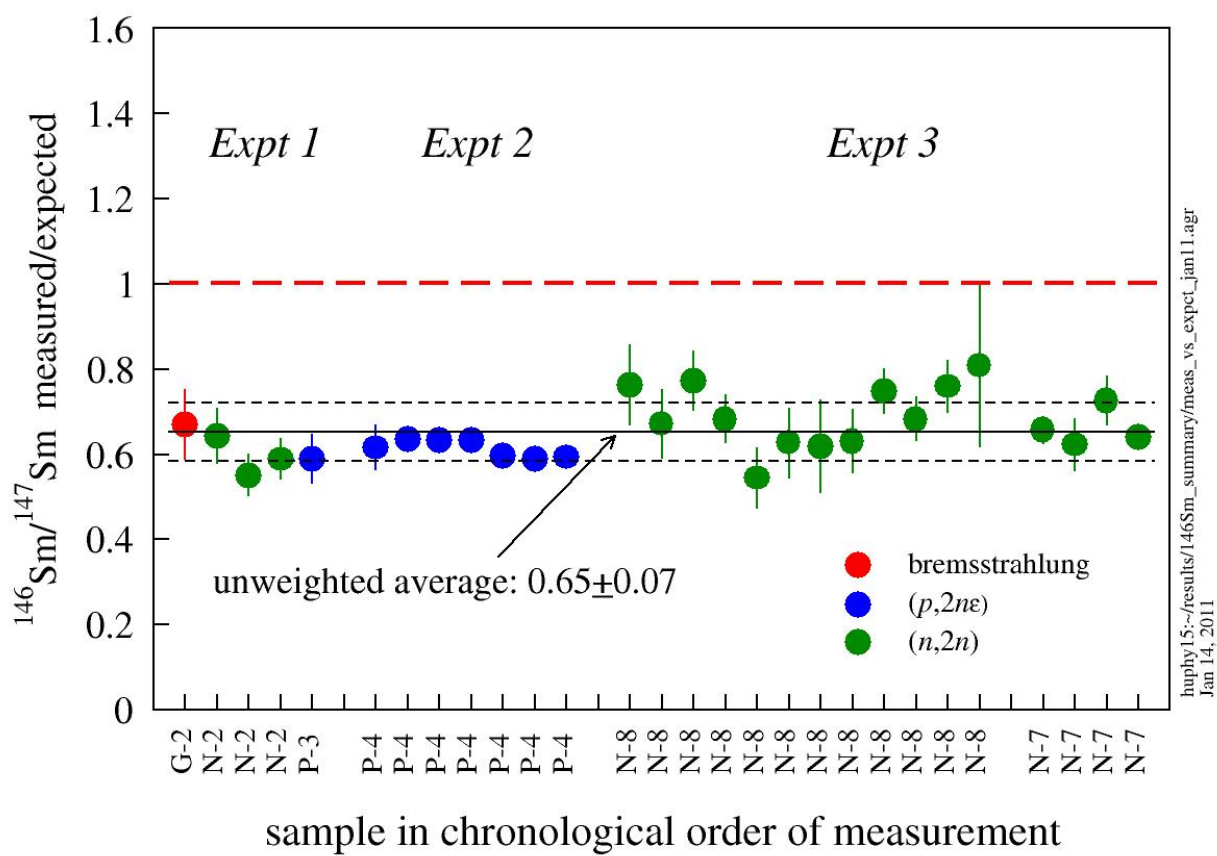 1.6
1.4
1.2
1
0.8
0.6
0.4
0.2
0
146Sm/147Sm measured/expected
Expt 1
Expt 2
Expt 3
unweighted average: 0.65±0.07
bremsstrahlung
(p,2nε)
(n,2n)
G-2
N-2
N-2
N-2
P-3
P-4
P-4
P-4
P-4
P-4
P-4
P-4
N-8
N-8
N-8
N-8
N-8
N-8
N-8
N-8
N-8
N-8
N-8
N-8
N-7
N-7
N-7
N-7
sample in chronological order of measurement
huphy15:~/results/146Sm_summary/meas_vs_expct_jan11.agr
Jan 14, 2011